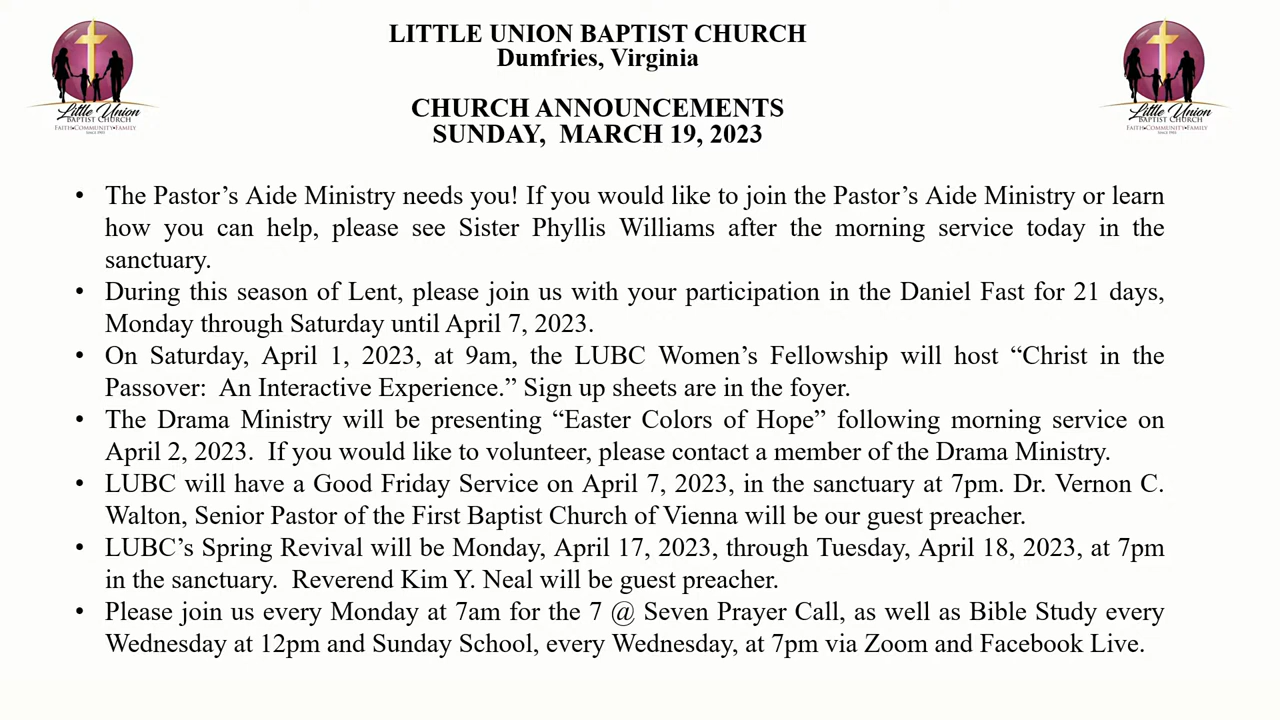 LITTLE UNION BAPTIST CHURCH
Dumfries, Virginia
Little Union
BAPTIST CHURCH
FAITH•COMMUNITY•FAMILY
Little Union
BAPTIST CHURCH
FAITH•COMMUNITY•FAMILY
CHURCH ANNOUNCEMENTS
SUNDAY, MARCH 19, 2023
• The Pastor’s Aide Ministry needs you! If you would like to join the Pastor’s Aide Ministry or learn
how you can help, please see Sister Phyllis Williams after the morning service today in the
sanctuary.
• During this season of Lent, please join us with your participation in the Daniel Fast for 21 days,
Monday through Saturday until April 7, 2023.
• On Saturday, April 1, 2023, at 9am, the LUBC Women’s Fellowship will host “Christ in the
Passover: An Interactive Experience.” Sign up sheets are in the foyer.
• The Drama Ministry will be presenting “Easter Colors of Hope” following morning service on
April 2, 2023. If you would like to volunteer, please contact a member of the Drama Ministry.
• LUBC will have a Good Friday Service on April 7, 2023, in the sanctuary at 7pm. Dr. Vernon C.
Walton, Senior Pastor of the First Baptist Church of Vienna will be our guest preacher.
• LUBC’s Spring Revival will be Monday, April 17, 2023, through Tuesday, April 18, 2023, at 7pm
in the sanctuary. Reverend Kim Y. Neal will be guest preacher.
• Please join us every Monday at 7am for the 7 @ Seven Prayer Call, as well as Bible Study every
Wednesday at 12pm and Sunday School, every Wednesday, at 7pm via Zoom and Facebook Live.